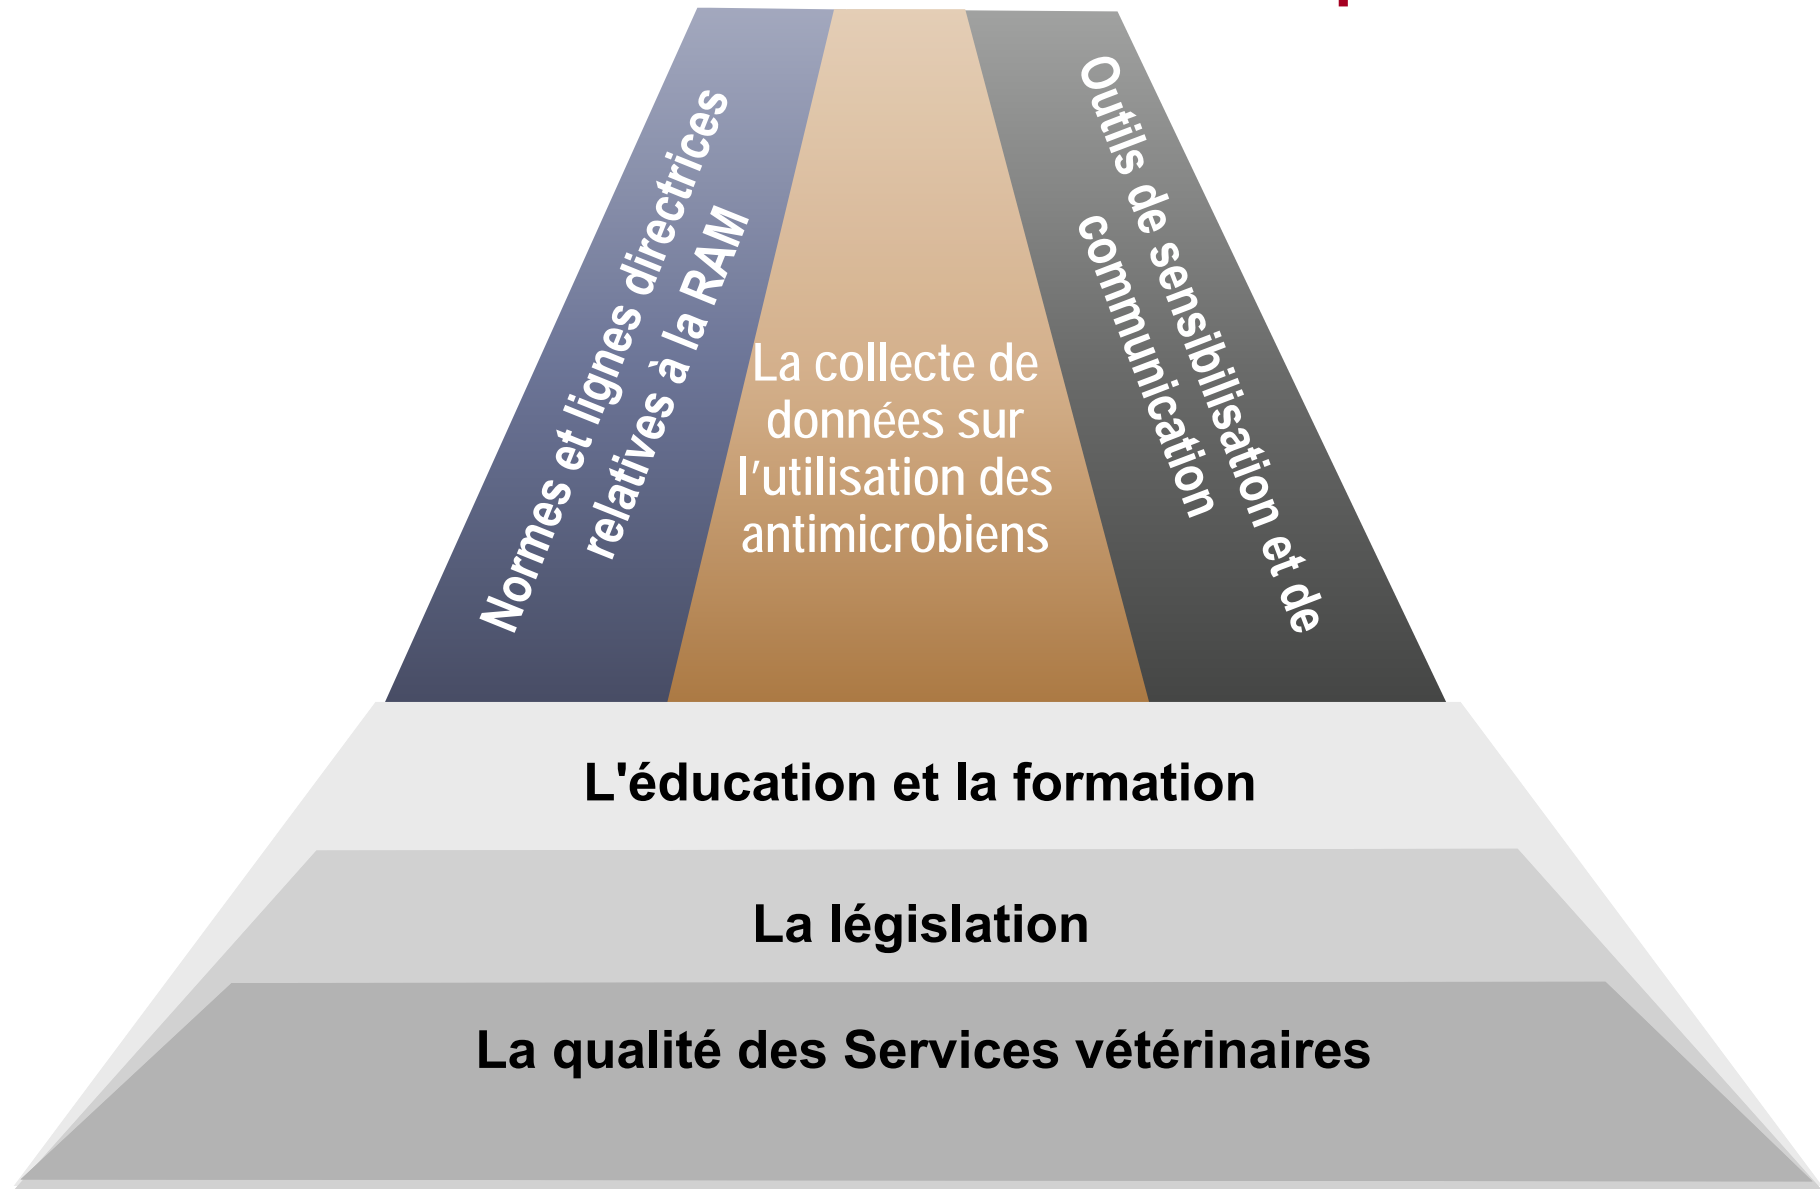 Normes et lignes directrices
relatives à la RAM
La collecte de
données sur
l'utilisation des
antimicrobiens
Outils de sensibilisation et de
communication
L'éducation et la formation
La législation
La qualité des Services vétérinaires